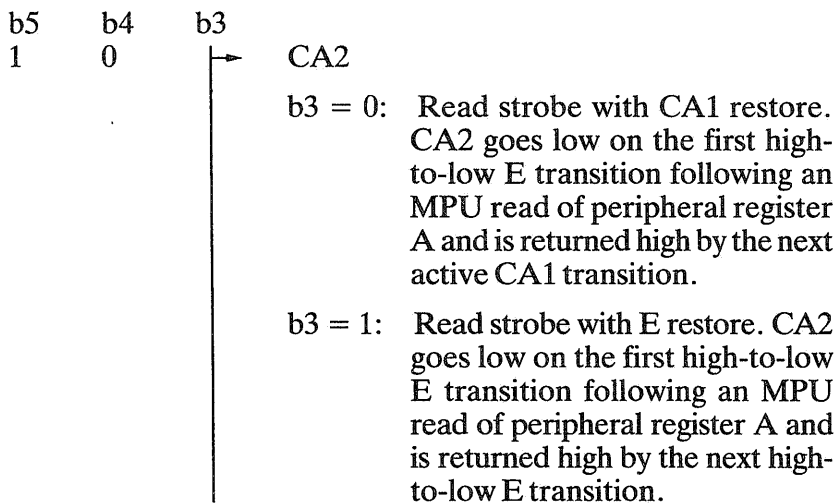 b5 b4 b3
1 0 CA2
b3 = 0: Read strobe with CA1 restore.
CA2 goes low on the first high-
to-low E transition following an
MPU read of peripheral register
A and is returned high by the next
active CA1 transition.
b3 = 1: Read strobe with E restore. CA2
goes low on the first high-to-low
E transition following an MPU
read of peripheral register A and
is returned high by the next high-
to-low E transition.